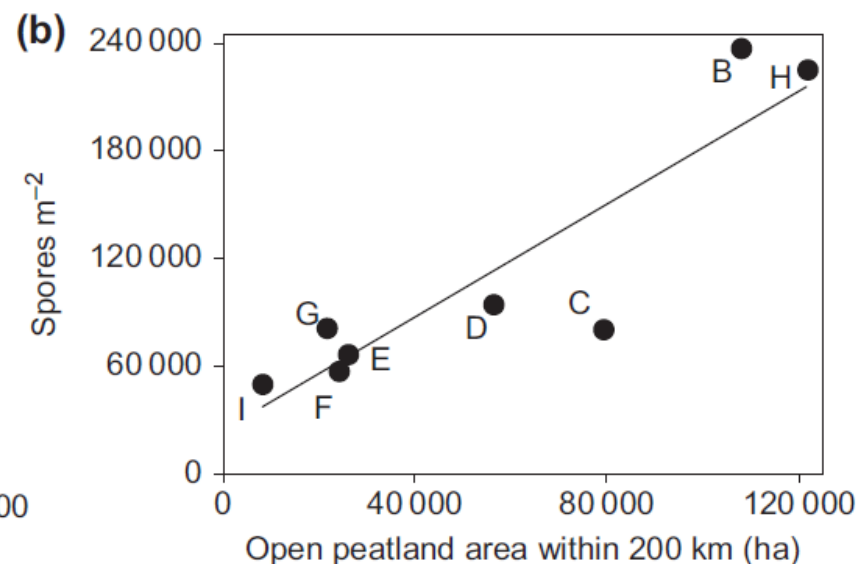 (b)
240 000
180 000
120 000
60 000
0
Spores m⁻²
B
H
G
E
F
I
D
C
00
0
40 000
80 000
120 000
Open peatland area within 200 km (ha)